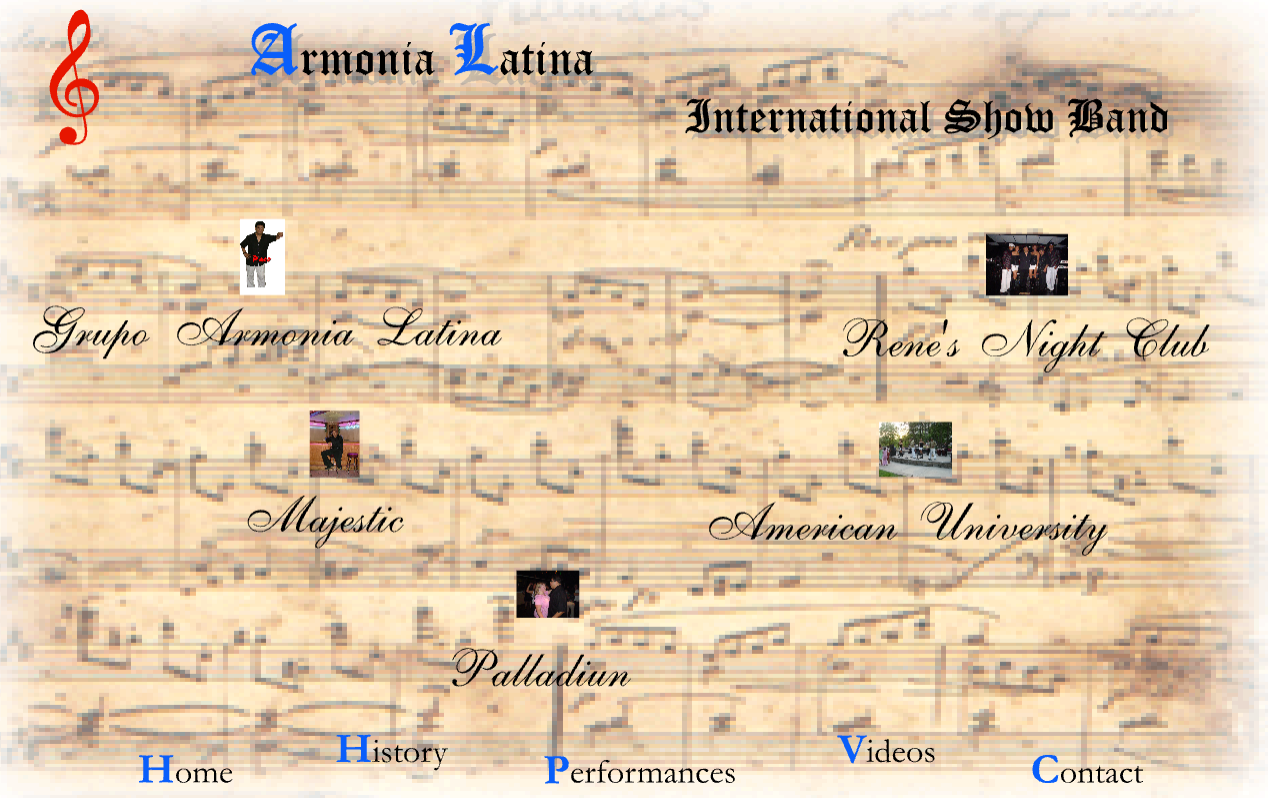 Armonia Latina
International Show Band
Grupo Armonia Latina
Rene's Night Club
Majestic
American University
Palladiun
Home
History
Performances
Videos
Contact